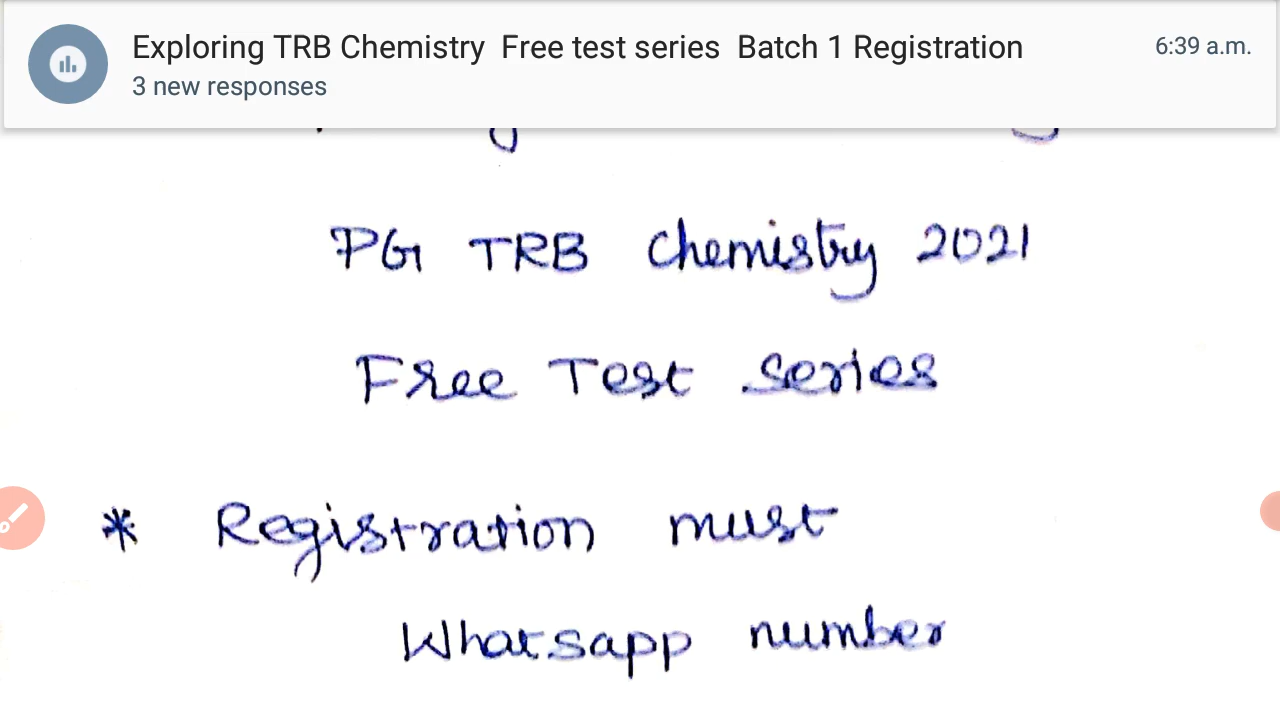 Exploring TRB Chemistry  Free test series  Batch 1 Registration
6:39 a.m.
3 new responses
PG TRB Chemistry 2021
Free Test series
* Registration must
Whatsapp number